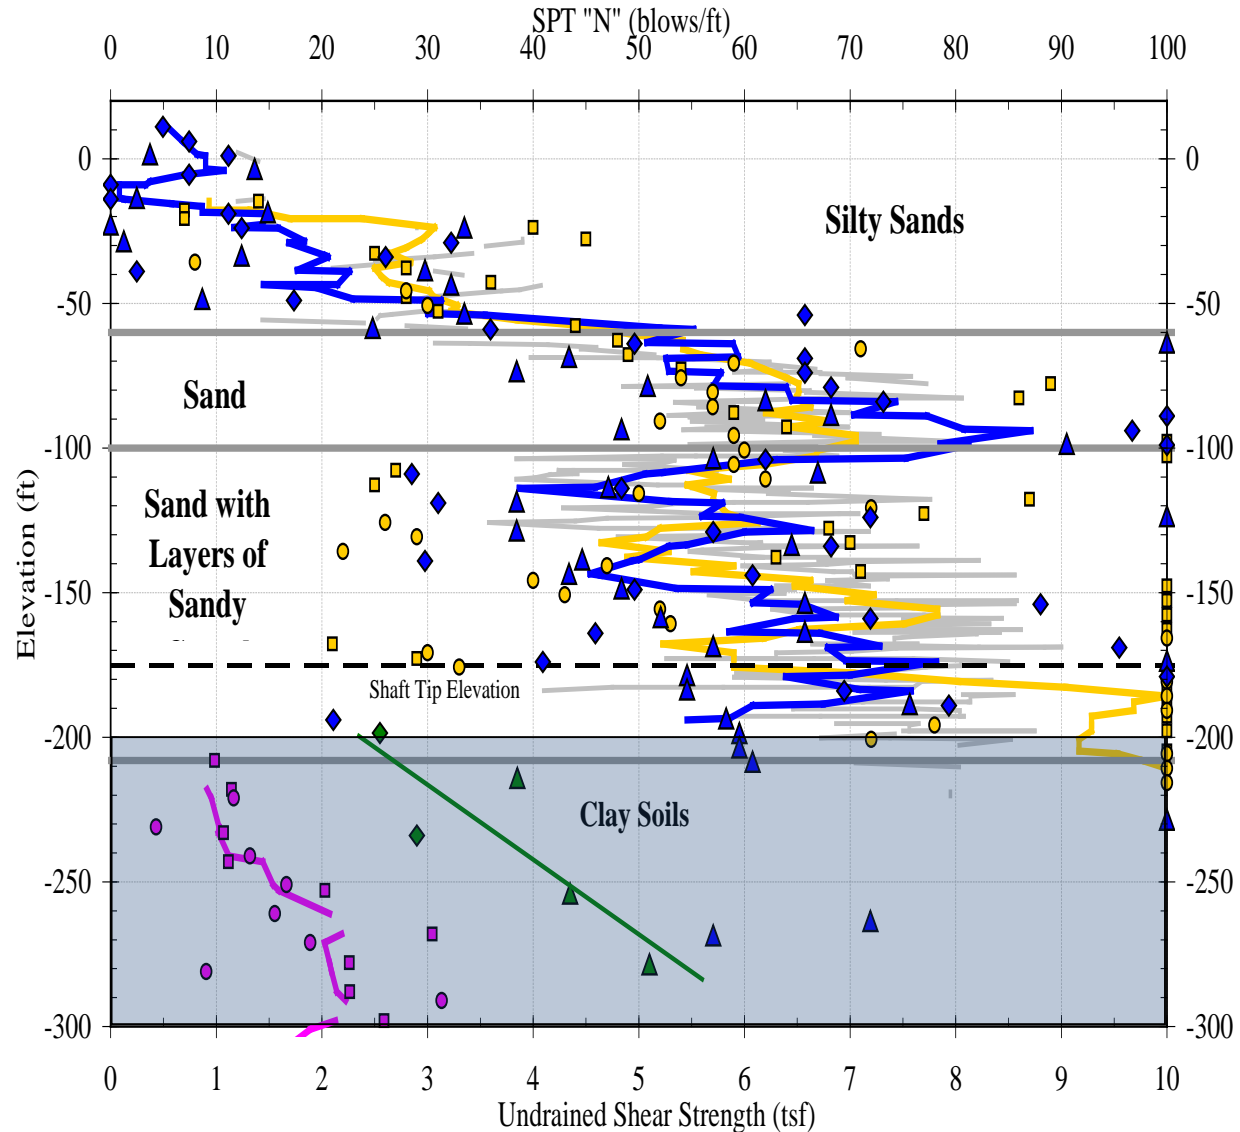 SPT "N" (blows/ft)
0 10 20 30 40 50 60 70 80 90 100
0 0
Silty Sands
-50 -50
Sand
-100 -100
Sand with
Layers of
Sandy
-150 -150
Shaft Tip Elevation
-200 -200
Clay Soils
-250 -250
-300 -300
Elevation (ft)
0 1 2 3 4 5 6 7 8 9 10
Undrained Shear Strength (tsf)